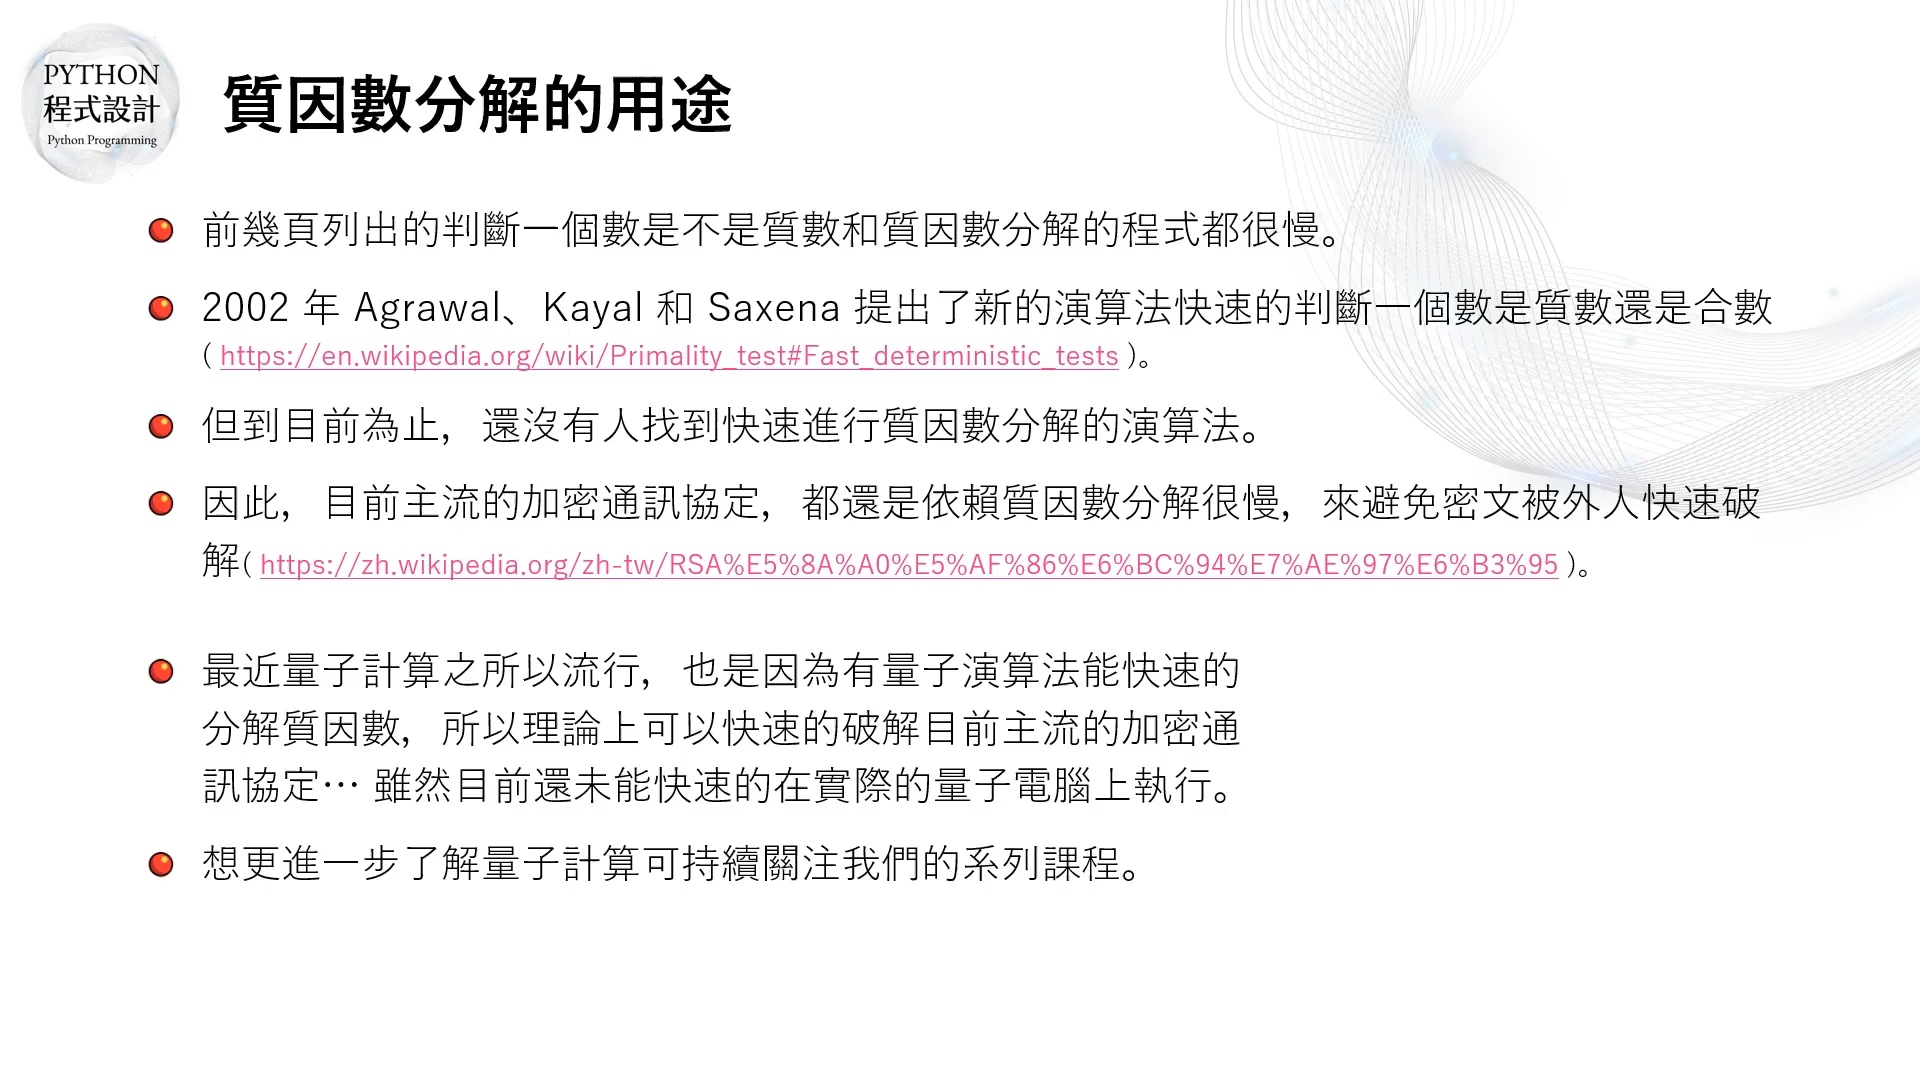 PYTHON
程式設計
Python Programming
質因數分解的用途
前幾頁列出的判斷一個數是不是質數和質因數分解的程式都很慢。
2002 年 Agrawal、Kayal 和 Saxena 提出了新的演算法快速的判斷一個數是質數還是合數
( https://en.wikipedia.org/wiki/Primality_test#Fast_deterministic_tests )。
但到目前為止，還沒有人找到快速進行質因數分解的演算法。
因此，目前主流的加密通訊協定，都還是依賴質因數分解很慢，來避免密文被外人快速破
解( https://zh.wikipedia.org/zh-tw/RSA%E5%8A%A0%E5%AF%86%E6%BC%94%E7%AE%97%E6%B3%95 )。
最近量子計算之所以流行，也是因為有量子演算法能快速的
分解質因數，所以理論上可以快速的破解目前主流的加密通
訊協定… 雖然目前還未能快速的在實際的量子電腦上執行。
想更進一步了解量子計算可持續關注我們的系列課程。